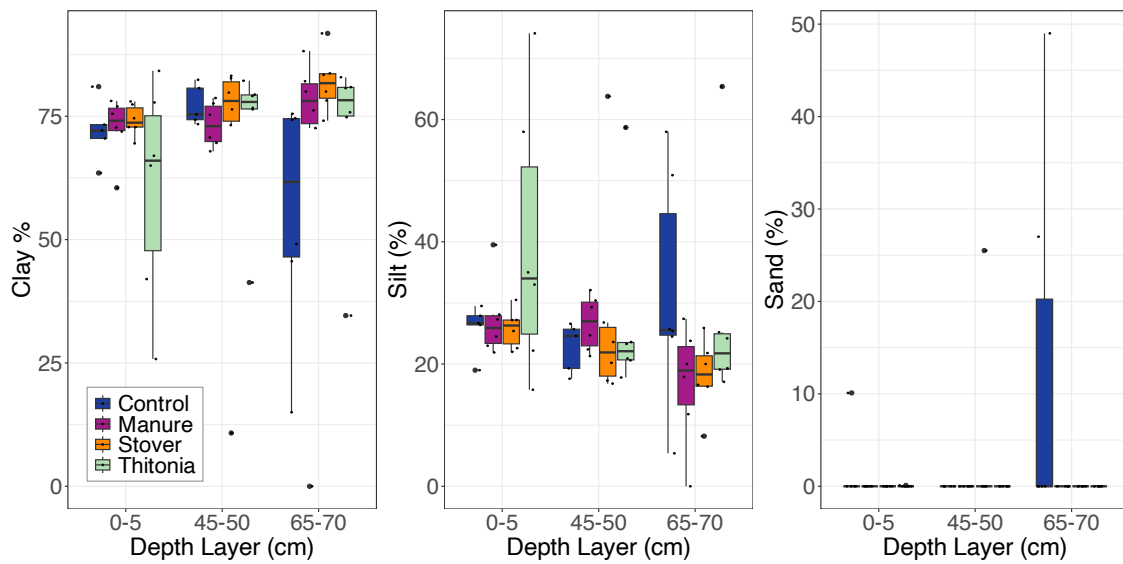 Clay %
75
50
25
0
Control
Manure
Stover
Thitonia
0-5
45-50
65-70
Depth Layer (cm)
Silt (%)
60
40
20
0
0-5
45-50
65-70
Depth Layer (cm)
Sand (%)
50
40
30
20
10
0
0-5
45-50
65-70
Depth Layer (cm)